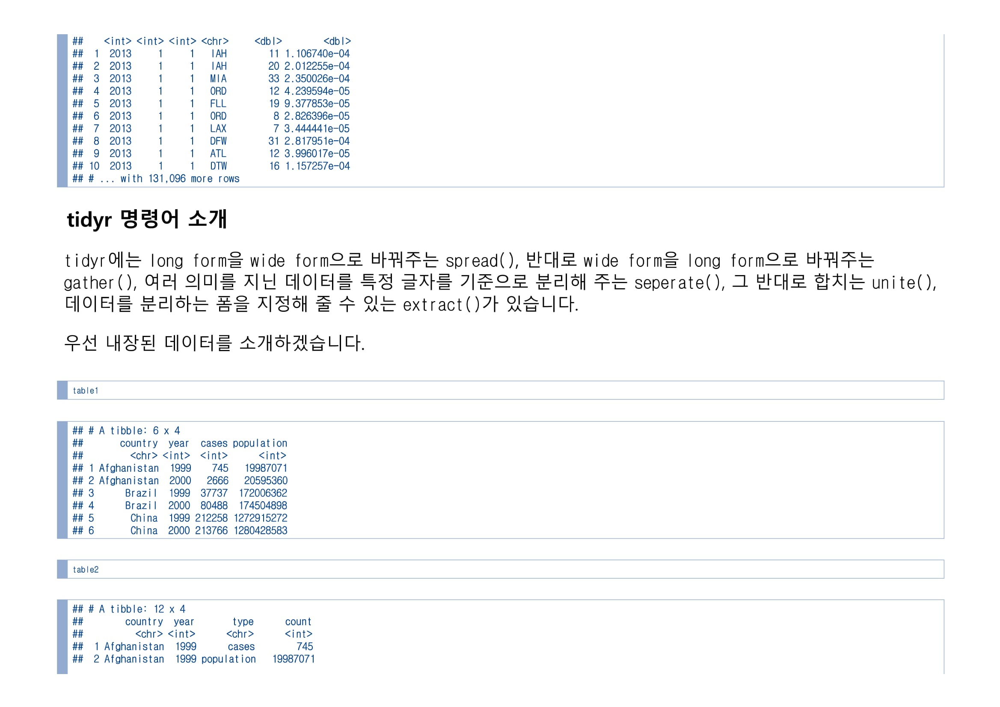 ##    <int> <int> <int> <chr>     <dbl>        <dbl>
##  1  2013     1     1   IAH        11 1.106740e-04
##  2  2013     1     1   IAH        20 2.012255e-04
##  3  2013     1     1   MIA        33 2.350026e-04
##  4  2013     1     1   ORD        12 4.239594e-05
##  5  2013     1     1   FLL        19 9.377853e-05
##  6  2013     1     1   ORD         8 2.826396e-05
##  7  2013     1     1   LAX         7 3.444441e-05
##  8  2013     1     1   DFW        31 2.817951e-04
##  9  2013     1     1   ATL        12 3.996017e-05
## 10  2013     1     1   DTW        16 1.157257e-04
## # ... with 131,096 more rows
tidyr 명령어 소개
tidyr에는 long form을 wide form으로 바꿔주는 spread(), 반대로 wide form을 long form으로 바꿔주는
gather(), 여러 의미를 지닌 데이터를 특정 글자를 기준으로 분리해 주는 seperate(), 그 반대로 합치는 unite(),
데이터를 분리하는 폼을 지정해 줄 수 있는 extract()가 있습니다.
우선 내장된 데이터를 소개하겠습니다.
table1
## # A tibble: 6 x 4
##       country  year  cases population
##         <chr> <int>  <int>      <int>
## 1 Afghanistan  1999    745   19987071
## 2 Afghanistan  2000   2666   20595360
## 3      Brazil  1999  37737  172006362
## 4      Brazil  2000  80488  174504898
## 5       China  1999 212258 1272915272
## 6       China  2000 213766 1280428583
table2
## # A tibble: 12 x 4
##        country  year       type      count
##          <chr> <int>      <chr>      <int>
##  1 Afghanistan  1999      cases        745
##  2 Afghanistan  1999 population   19987071